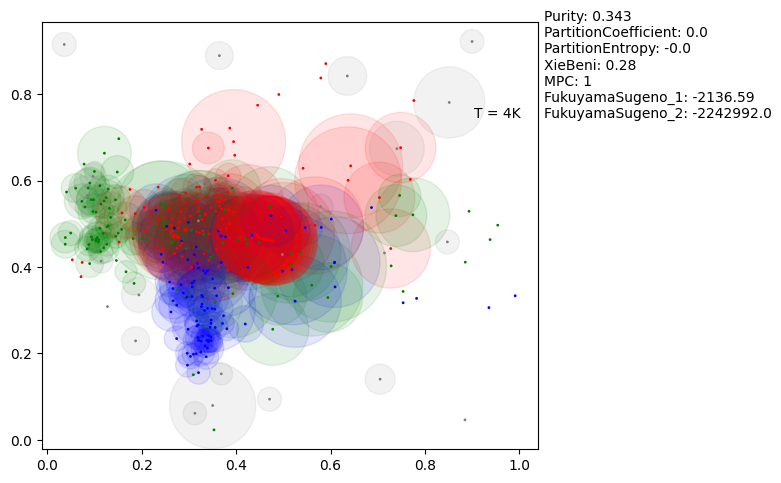 Purity: 0.343
PartitionCoefficient: 0.0
PartitionEntropy: -0.0
XieBeni: 0.28
MPC: 1
FukuyamaSugeno_1: -2136.59
FukuyamaSugeno_2: -2242992.0
T = 4K
0.8
0.6
0.4
0.2
0.0
0.0 0.2 0.4 0.6 0.8 1.0